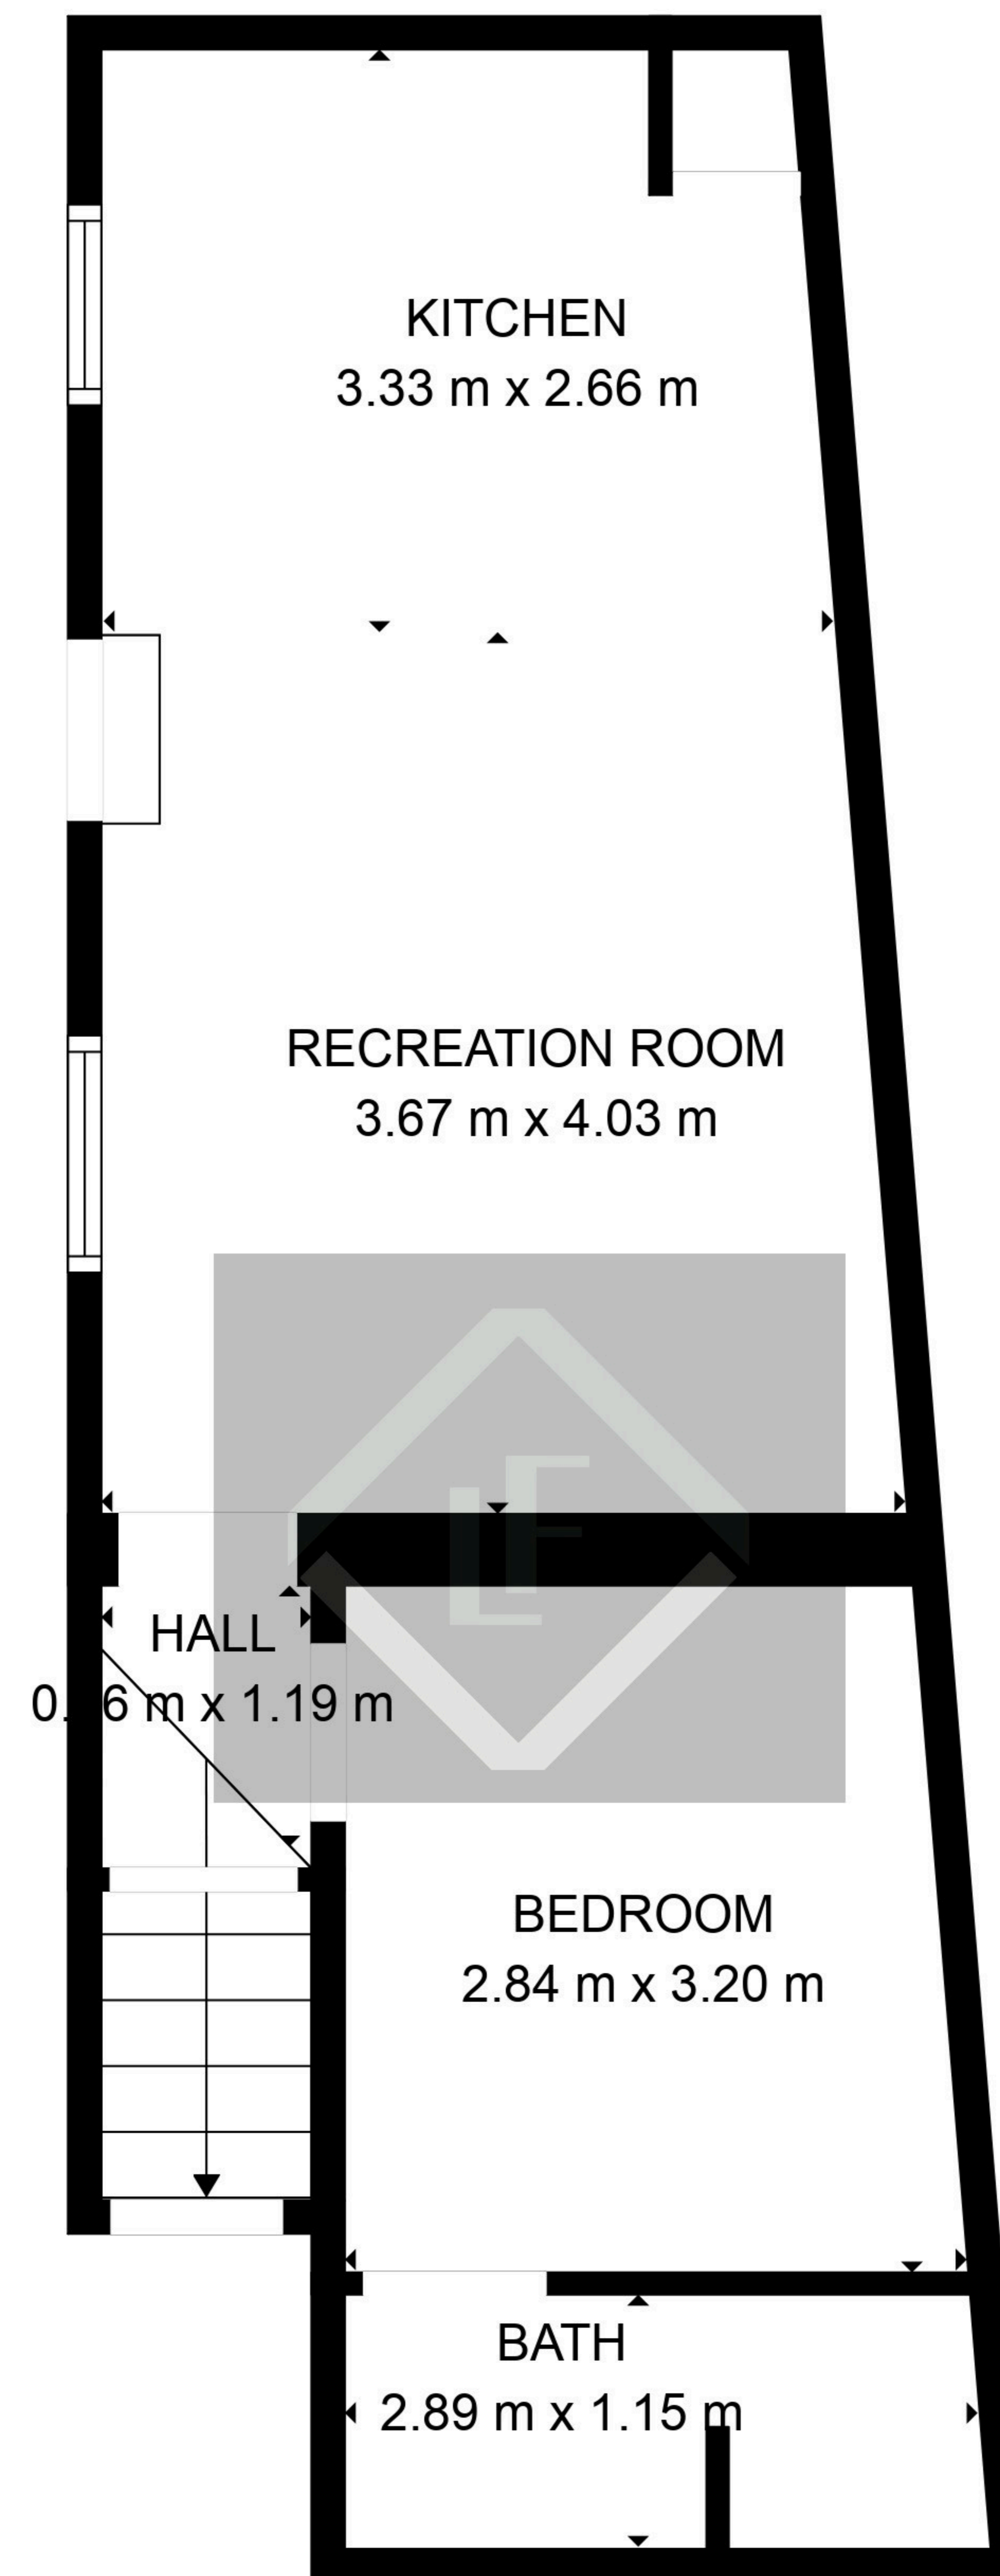 KITCHEN
3.33 m x 2.66 m
RECREATION ROOM
3.67 m x 4.03 m
HALL
m x 1.19 m
BEDROOM
2.84 m x 3.20 m
BATH
2.89 m x 1.15 m